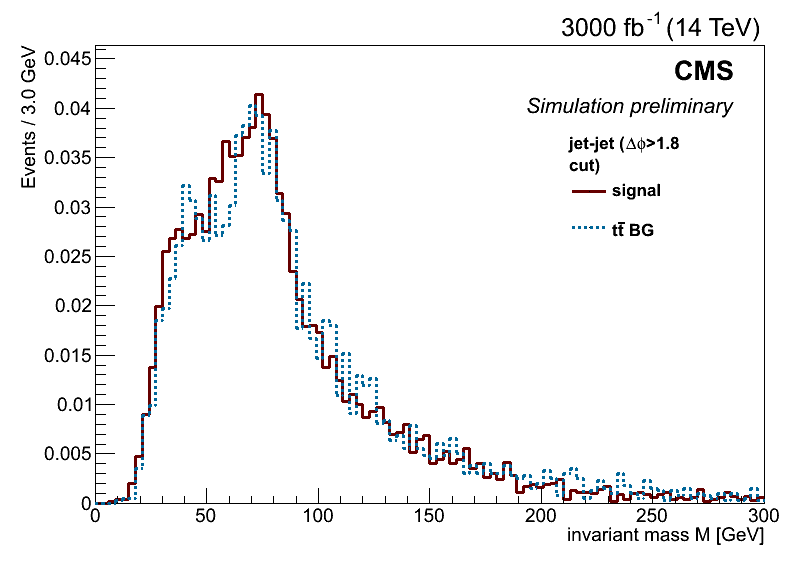 3000 fb⁻¹ (14 TeV)
Events / 3.0 GeV
0.045
0.04
0.035
0.03
0.025
0.02
0.015
0.01
0.005
0
CMS
Simulation preliminary
jet-jet (Δϕ>1.8
cut)
signal
tt̄ BG
0 50 100 150 200 250 300
invariant mass M [GeV]